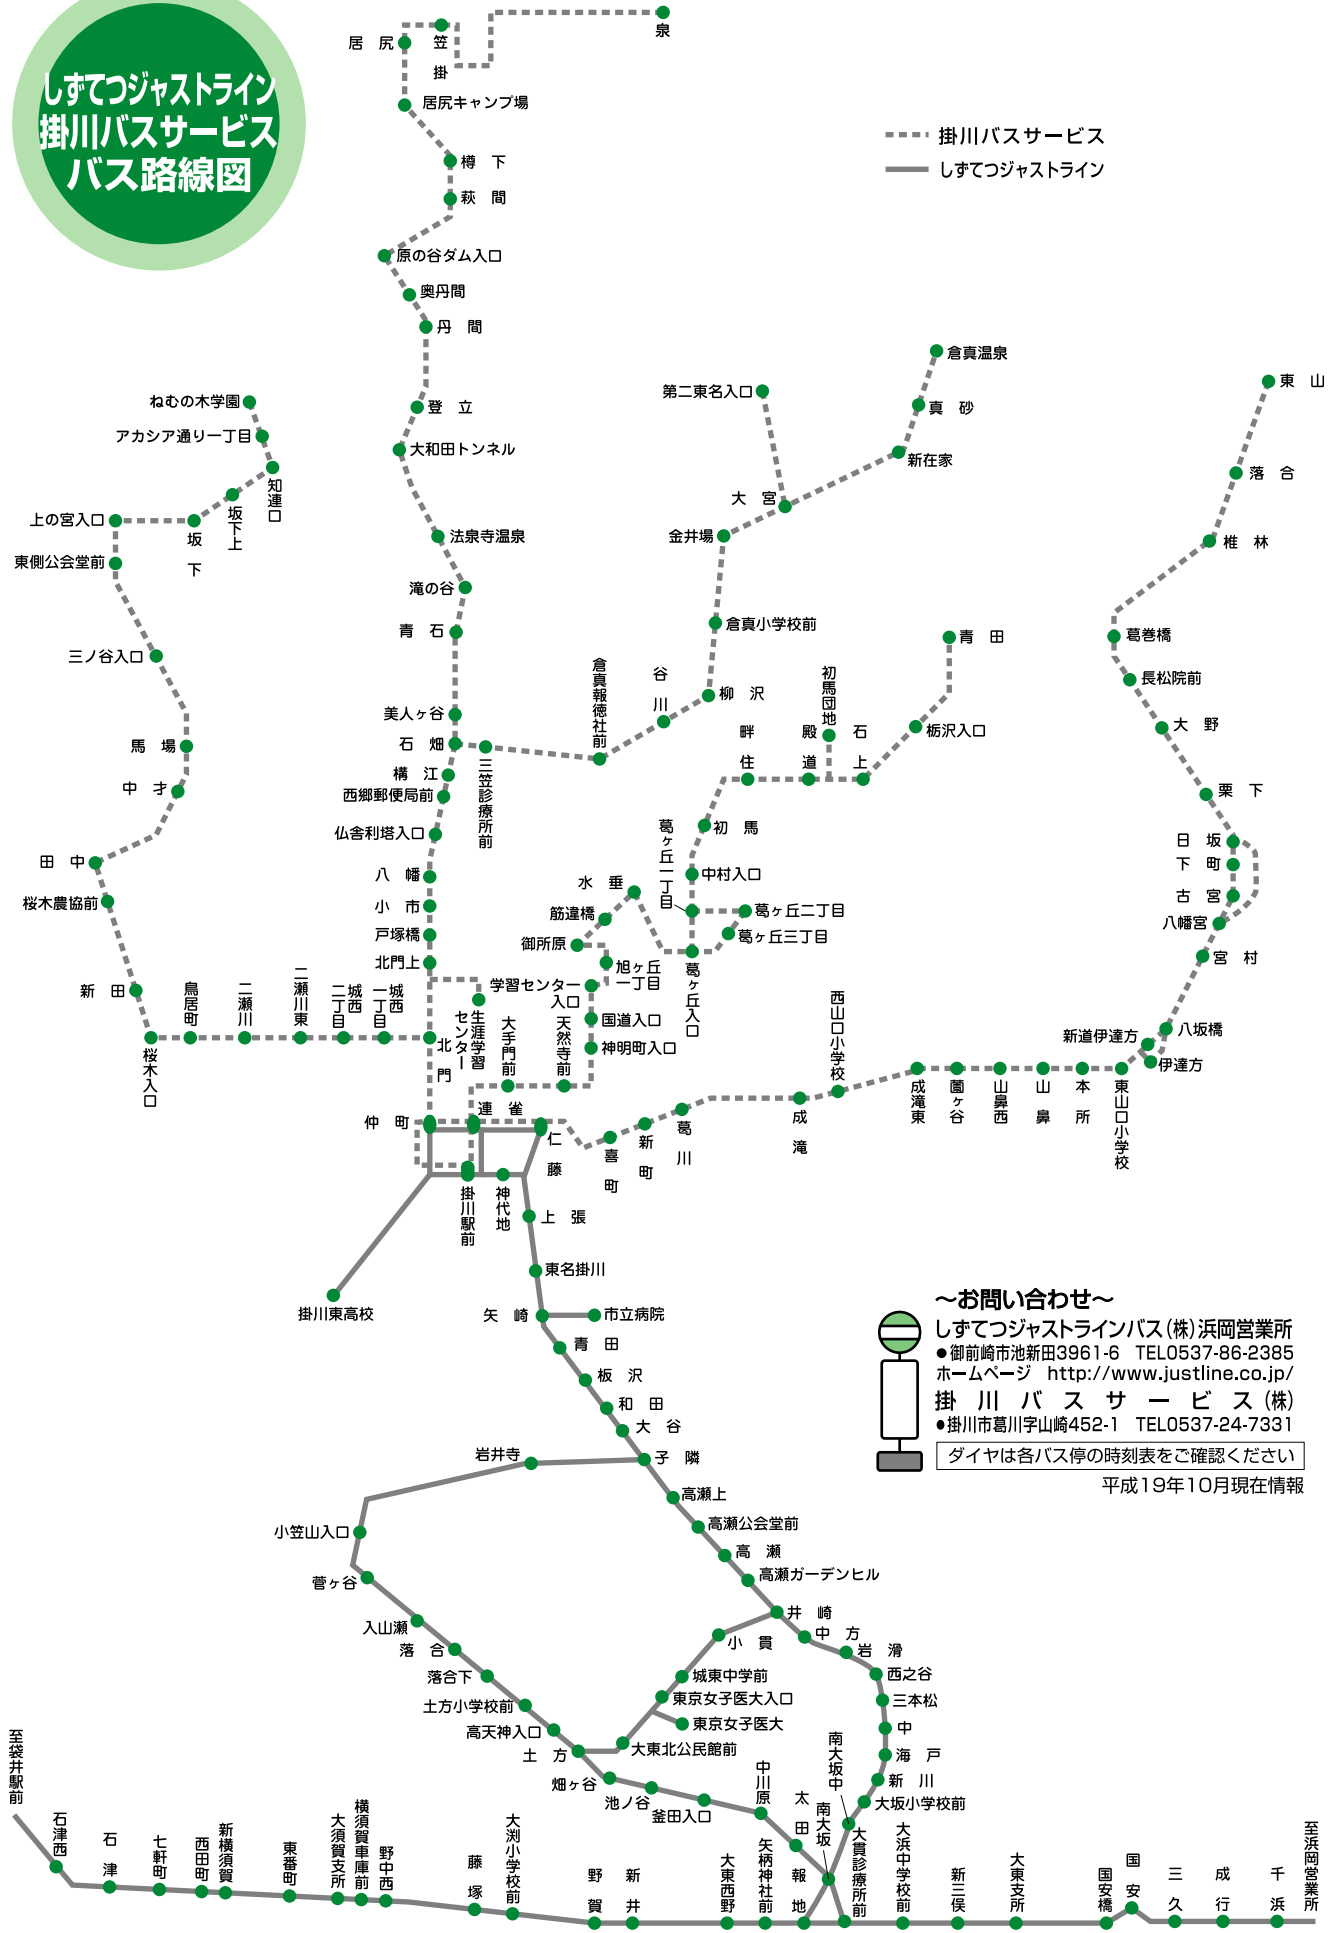 しずてつジャストライン
掛川バスサービス
バス路線図
掛川バスサービス
しずてつジャストライン
泉
笠掛
居尻
居尻キャンプ場
樽下
萩間
原の谷ダム入口
奥丹間
丹間
登立
大和田トンネル
法泉寺温泉
滝の谷
青石
美人ヶ谷
石畑
構江
西郷郵便局前
仏舎利塔入口
八幡
小市
戸塚橋
北門上
北門
生涯学習
センター
ねむの木学園
アカシア通り一丁目
知連口
坂下上
坂下
上の宮入口
東側公会堂前
三ノ谷入口
馬場
中才
田中
桜木農協前
新田
桜木入口
鳥居町
二瀬川
二瀬川東
城西
二丁目
城西
一丁目
三笠診療所前
倉真報徳社前
谷川
柳沢
倉真小学校前
金井場
大宮
第二東名入口
新在家
真砂
倉真温泉
青田
栃沢入口
石上
初馬団地
殿道
畔住
初馬
中村入口
葛ヶ丘一丁目
葛ヶ丘二丁目
葛ヶ丘三丁目
葛ヶ丘入口
水垂
筋違橋
御所原
旭ヶ丘
一丁目
学習センター
入口
国道入口
神明町入口
天然寺前
大手門前
連雀
仲町
仁藤
掛川駅前
神代地
喜町
新町
葛川
成滝
西山口小学校
成滝東
薗ヶ谷
山鼻西
山鼻
本所
東山口小学校
新道伊達方
伊達方
八坂橋
宮村
八幡宮
古宮
下町
日坂
栗下
大野
長松院前
葛巻橋
椎林
落合
東山
上張
東名掛川
掛川東高校
矢崎
市立病院
青田
板沢
和田
大谷
子隣
岩井寺
小笠山入口
菅ヶ谷
入山瀬
落合
落合下
土方小学校前
高天神入口
土方
畑ヶ谷
池ノ谷
釜田入口
中川原
太田
南大坂
高瀬上
高瀬公会堂前
高瀬
高瀬ガーデンヒル
井崎
小貫
城東中学前
東京女子医大入口
東京女子医大
大東北公民館前
中方
岩滑
西之谷
三本松
中
海戸
新川
大坂小学校前
南大坂中
至袋井駅前
石津西
石津
七軒町
西田町
新横須賀
東番町
大須賀支所
横須賀車庫前
野中西
藤塚
大渕小学校前
野賀
新井
大東西野
矢柄神社前
報地
大貫診療所前
大浜中学校前
新三俣
大東支所
国安橋
国安
三久
成行
千浜
至浜岡営業所
～お問い合わせ～
しずてつジャストラインバス(株)浜岡営業所
●御前崎市池新田3961-6 TEL0537-86-2385
ホームページ http://www.justline.co.jp/
掛川バスサービス(株)
●掛川市葛川字山崎452-1 TEL0537-24-7331
ダイヤは各バス停の時刻表をご確認ください
平成19年10月現在情報